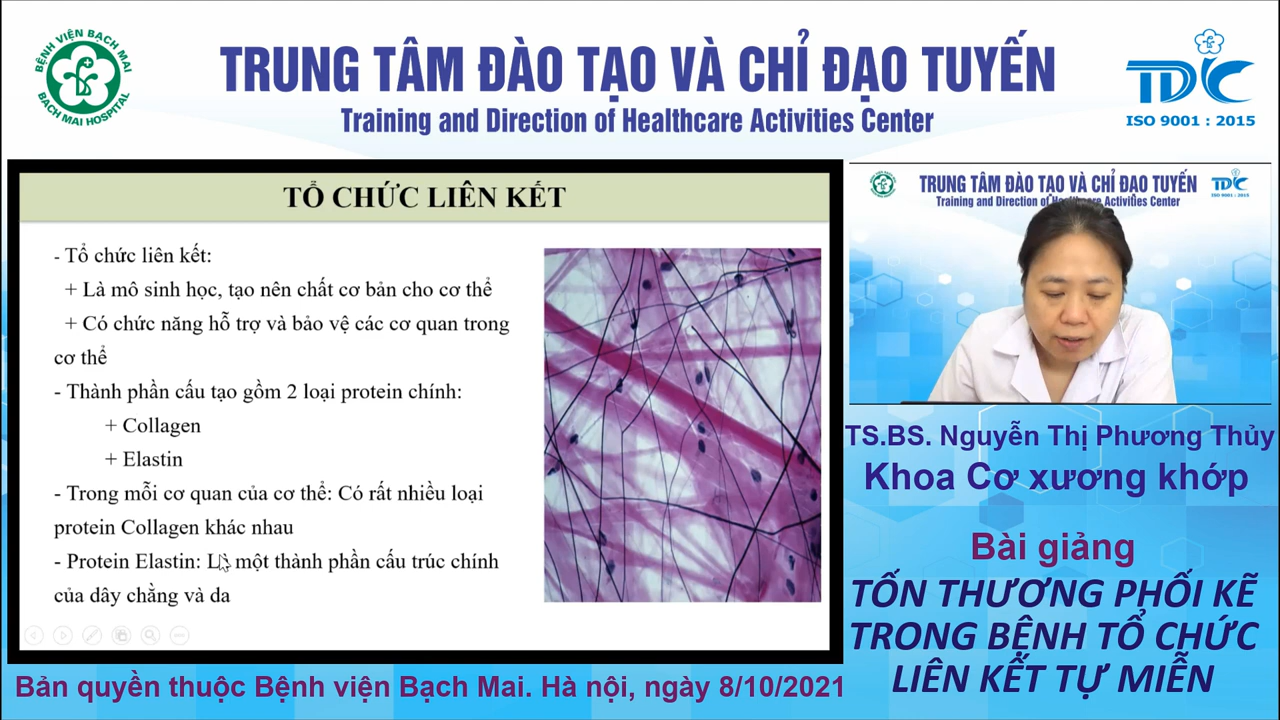 BỆNH VIỆN BẠCH MAI
BACH MAI HOSPITAL
TRUNG TÂM ĐÀO TẠO VÀ CHỈ ĐẠO TUYẾN
Training and Direction of Healthcare Activities Center
TDC
ISO 9001 : 2015
TỔ CHỨC LIÊN KẾT
- Tổ chức liên kết:
+ Là mô sinh học, tạo nên chất cơ bản cho cơ thể
+ Có chức năng hỗ trợ và bảo vệ các cơ quan trong
cơ thể
- Thành phần cấu tạo gồm 2 loại protein chính:
+ Collagen
+ Elastin
- Trong mỗi cơ quan của cơ thể: Có rất nhiều loại
protein Collagen khác nhau
- Protein Elastin: Là một thành phần cấu trúc chính
của dây chằng và da
TRUNG TÂM ĐÀO TẠO VÀ CHỈ ĐẠO TUYẾN
Training and Direction of Healthcare Activities Center
TDC
ISO 9001 : 2015
TS.BS. Nguyễn Thị Phương Thủy
Khoa Cơ xương khớp
Bài giảng
TỔN THƯƠNG PHỔI KẼ
TRONG BỆNH TỔ CHỨC
LIÊN KẾT TỰ MIỄN
Bản quyền thuộc Bệnh viện Bạch Mai. Hà nội, ngày 8/10/2021